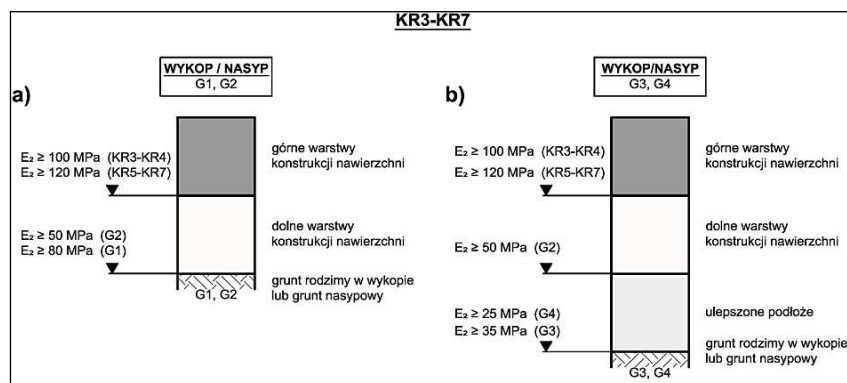 KR3-KR7
a)
WYKOP / NASYP
G1, G2
E₂ ≥ 100 MPa (KR3-KR4)
E₂ ≥ 120 MPa (KR5-KR7)
górne warstwy
konstrukcji nawierzchni
E₂ ≥ 50 MPa (G2)
E₂ ≥ 80 MPa (G1)
dolne warstwy
konstrukcji nawierzchni
G1, G2
grunt rodzimy w wykopie
lub grunt nasypowy
b)
WYKOP/NASYP
G3, G4
E₂ ≥ 100 MPa (KR3-KR4)
E₂ ≥ 120 MPa (KR5-KR7)
górne warstwy
konstrukcji nawierzchni
E₂ ≥ 50 MPa (G2)
dolne warstwy
konstrukcji nawierzchni
E₂ ≥ 25 MPa (G4)
E₂ ≥ 35 MPa (G3)
ulepszone podłoże
grunt rodzimy w wykopie
lub grunt nasypowy
G3, G4